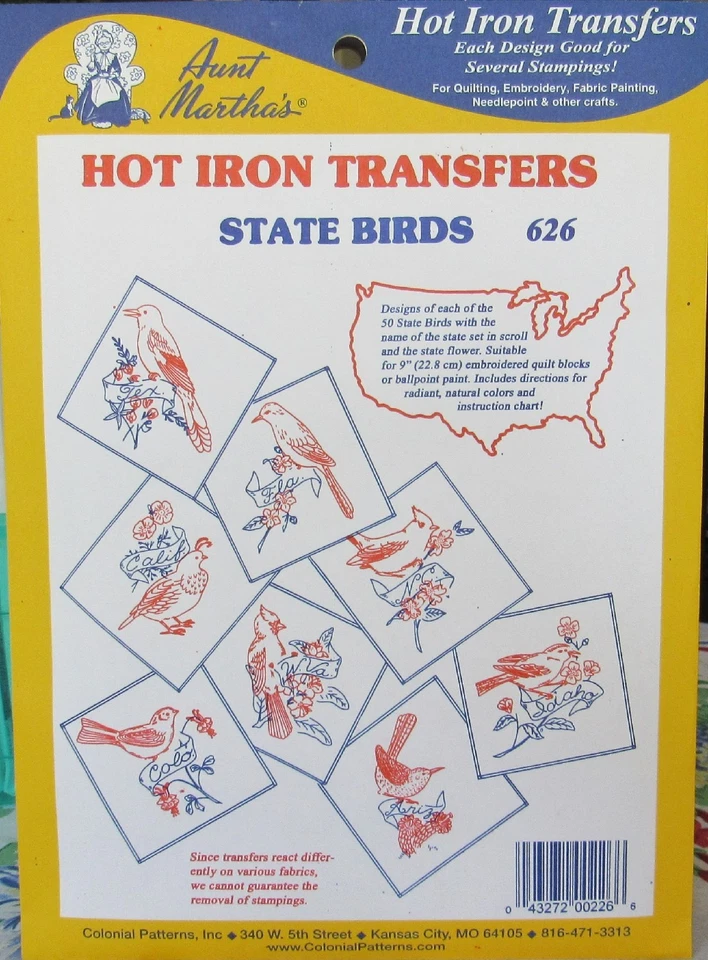 Aunt
Martha's®
Hot Iron Transfers
Each Design Good for
Several Stampings!
For Quilting, Embroidery, Fabric Painting,
Needlepoint & other crafts.
HOT IRON TRANSFERS
STATE BIRDS 626
Designs of each of the
50 State Birds with the
name of the state set in scroll
and the state flower. Suitable
for 9" (22.8 cm) embroidered quilt blocks
or ballpoint paint. Includes directions for
radiant, natural colors and
instruction chart!
Tex.
Fla
Calif
N.C.
W.Va.
Idaho
Colo
Ariz
Since transfers react differ-
ently on various fabrics,
we cannot guarantee the
removal of stampings.
0 43272 00226 6
Colonial Patterns, Inc ◆ 340 W. 5th Street ◆ Kansas City, MO 64105 ◆ 816-471-3313
www.ColonialPatterns.com